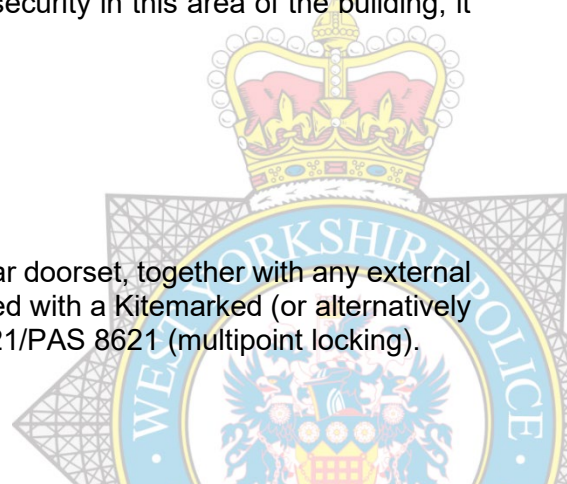 security in this area of the building, it
ar doorset, together with any external
ed with a Kitemarked (or alternatively
21/PAS 8621 (multipoint locking).
WEST YORKSHIRE POLICE